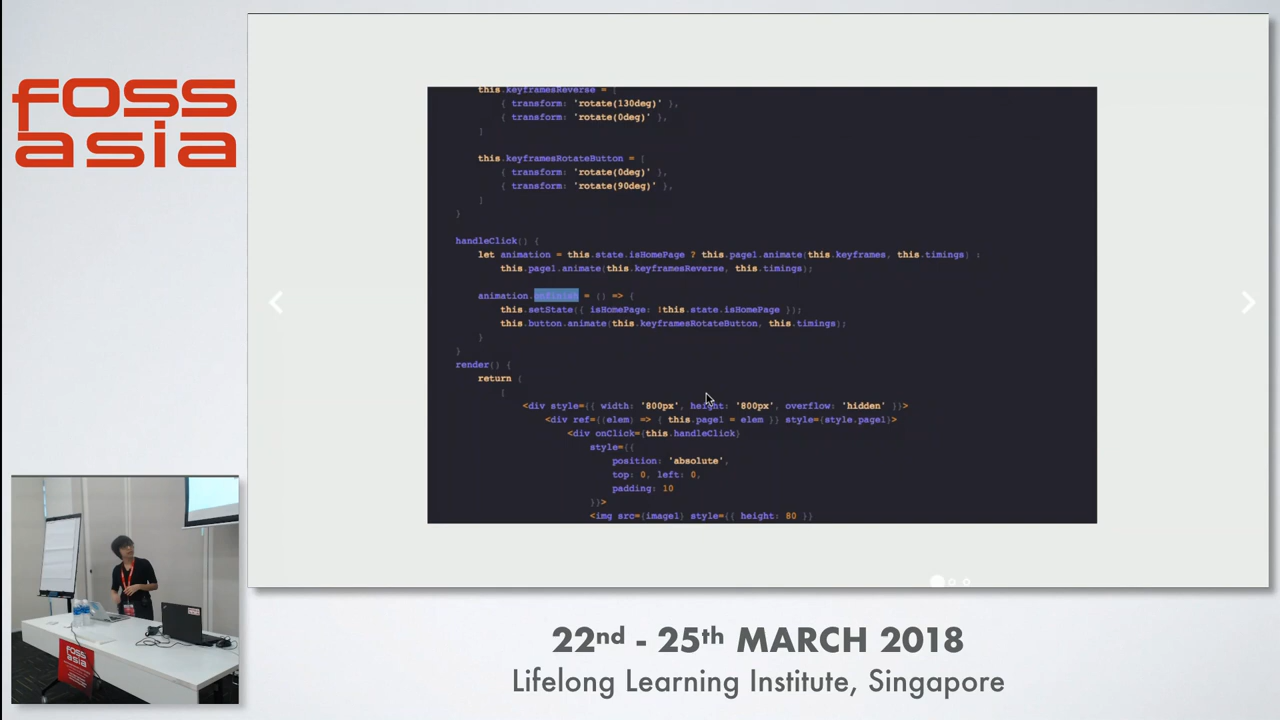 foss
asia
this.keyframesReverse = [
{ transform: 'rotate(130deg)' },
{ transform: 'rotate(0deg)' },
]
this.keyframesRotateButton = [
{ transform: 'rotate(0deg)' },
{ transform: 'rotate(90deg)' },
]
}
handleClick() {
let animation = this.state.isHomePage ? this.page1.animate(this.keyframes, this.timings) :
this.page1.animate(this.keyframesReverse, this.timings);
animation.onfinish = () => {
this.setState({ isHomePage: !this.state.isHomePage });
this.button.animate(this.keyframesRotateButton, this.timings);
}
}
render() {
return (
[
<div style={{ width: '800px', height: '800px', overflow: 'hidden' }}>
<div ref={(elem) => { this.page1 = elem }} style={style.page1}>
<div onClick={this.handleClick}
style={{
position: 'absolute',
top: 0, left: 0,
padding: 10
}}>
<img src={image1} style={{ height: 80 }}
FOSS
ASIA
22nd - 25th MARCH 2018
Lifelong Learning Institute, Singapore